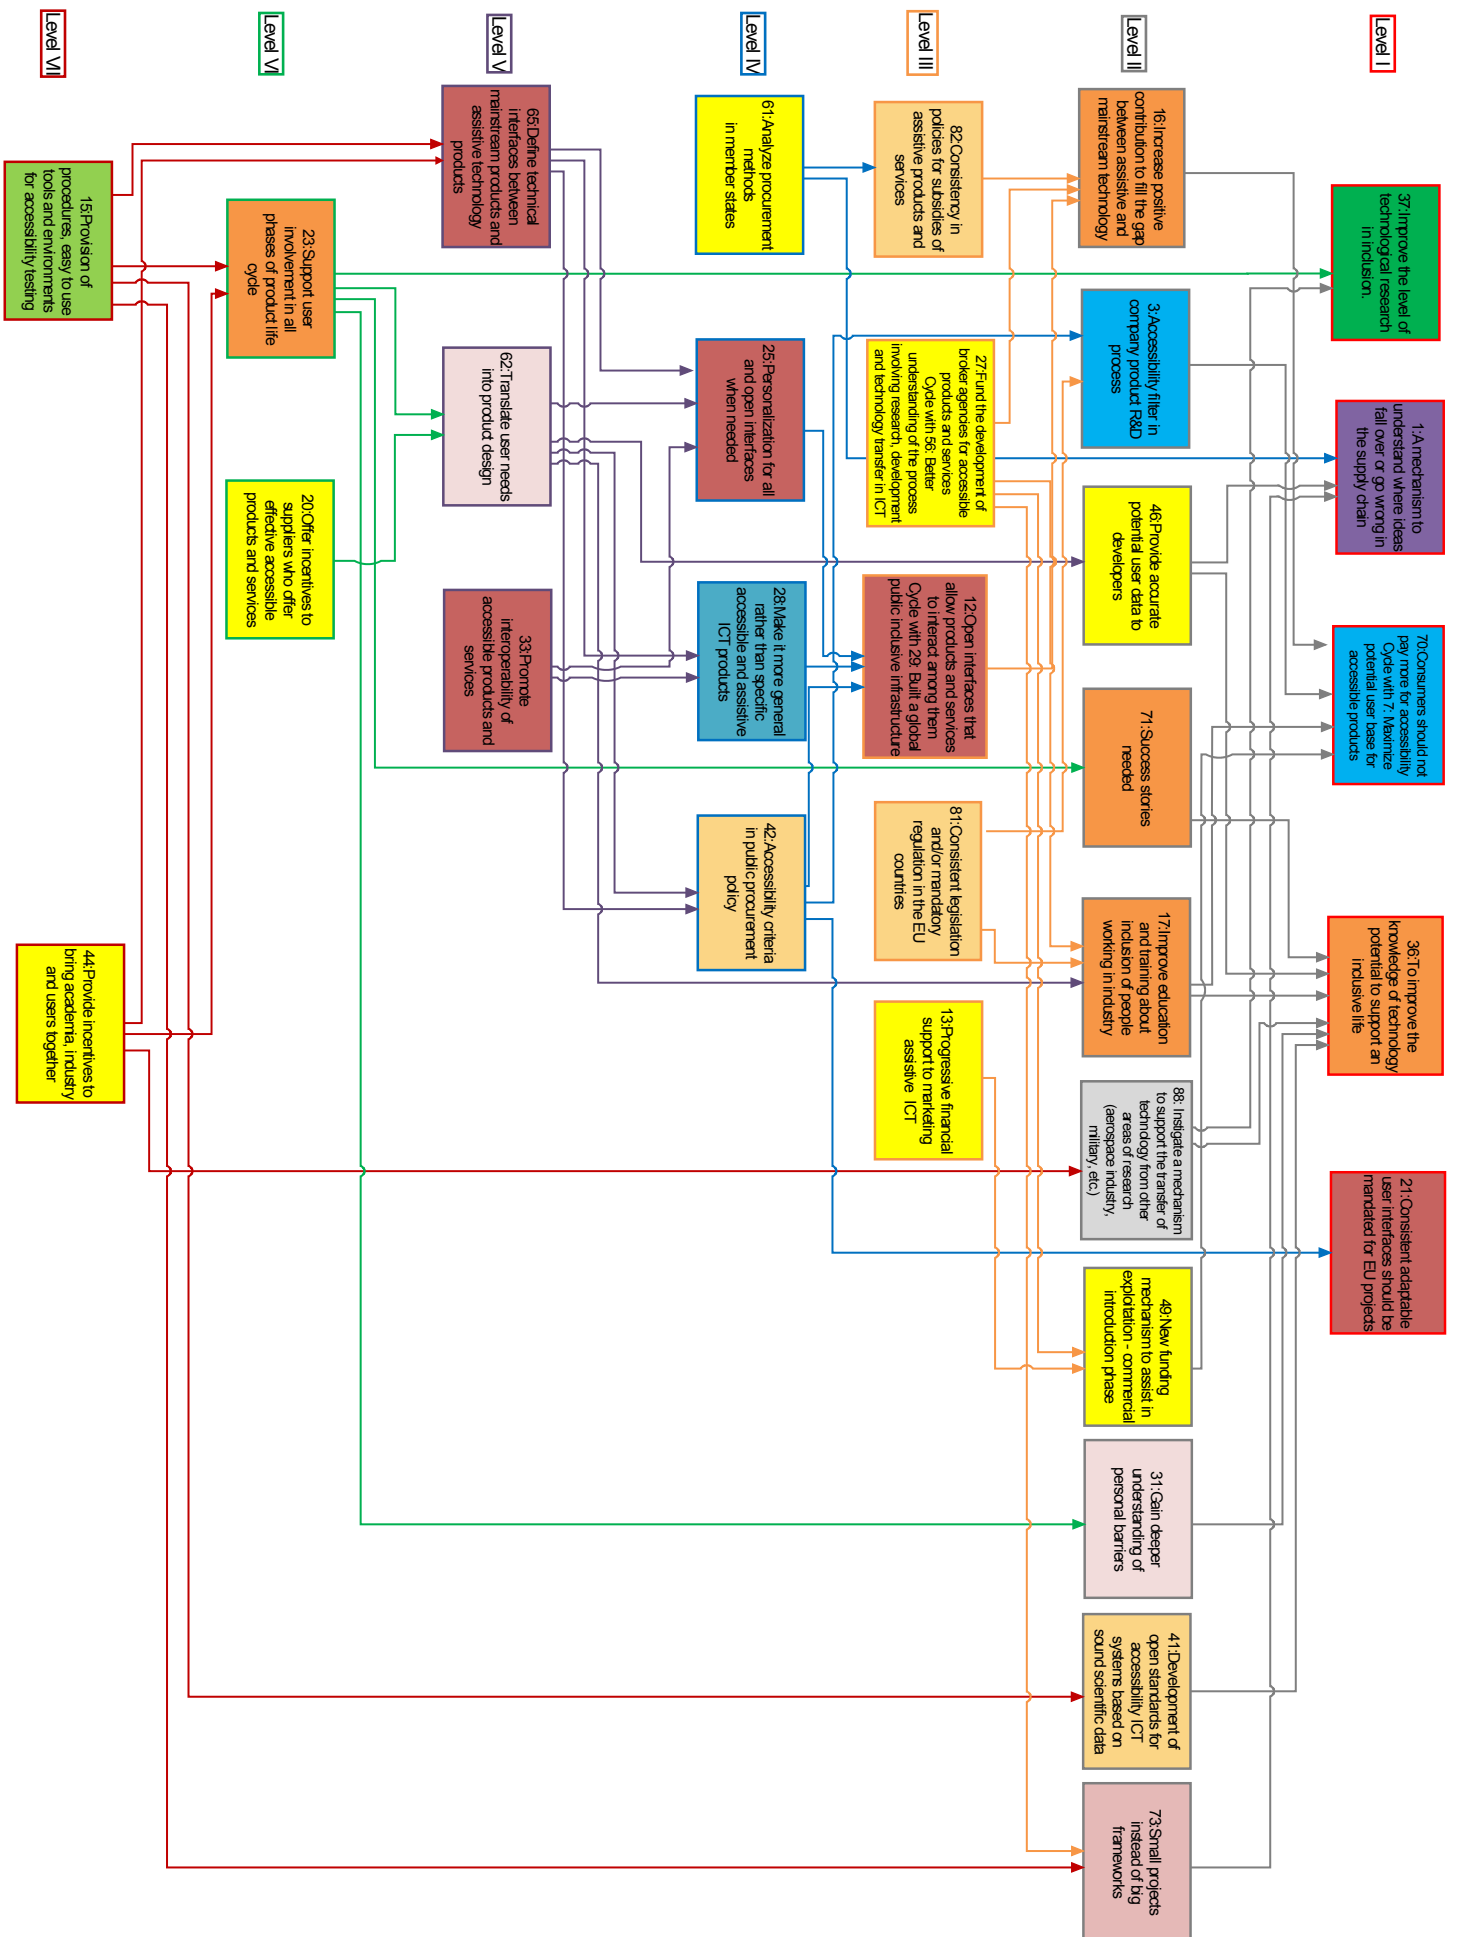 Level I
37:Improve the level of
technological research
in inclusion.
1:A mechanism to
understand where ideas
fall over or go wrong in
the supply chain
70:Consumers should not
pay more for accessibility
Cycle with 7: Maximize
potential user base for
accessible products
36:To improve the
knowledge of technology
potential to support an
inclusive life
21:Consistent adaptable
user interfaces should be
mandated for EU projects
Level II
16:Increase positive
contribution to fill the gap
between assistive and
mainstream technology
3:Accessibility filter in
company product R&D
process
46:Provide accurate
potential user data to
developers
71:Success stories
needed
17:Improve education
and training about
inclusion of people
working in industry
88: Instigate a mechanism
to support the transfer of
technology from other
areas of research
(aerospace industry,
military, etc.)
49:New funding
mechanism to assist in
exploitation - commercial
introduction phase
31:Gain deeper
understanding of
personal barriers
41:Development of
open standards for
accessibility ICT
systems based on
sound scientific data
73:Small projects
instead of big
frameworks
Level III
82:Consistency in
policies for subsidies of
assistive products and
services
27:Fund the development of
broker agencies for accessible
products and services
Cycle with 56: Better
understanding of the process
involving research, development
and technology transfer in ICT
12:Open interfaces that
allow products and services
to interact among them
Cycle with 29: Built a global
public inclusive infrastructure
81:Consistent legislation
and/or mandatory
regulation in the EU
countries
13:Progressive financial
support to marketing
assistive ICT
Level IV
61:Analyze procurement
methods
in member states
25:Personalization for all
and open interfaces
when needed
28:Make it more general
rather than specific
accessible and assistive
ICT products
42:Accessibility criteria
in public procurement
policy
Level V
65:Define technical
interfaces between
mainstream products and
assistive technology
products
62:Translate user needs
into product design
33:Promote
interoperability of
accessible products and
services
Level VI
23:Support user
involvement in all
phases of product life
cycle
20:Offer incentives to
suppliers who offer
effective accessible
products and services
Level VII
15:Provision of
procedures, easy to use
tools and environments
for accessibility testing
44:Provide incentives to
bring academia, industry
and users together